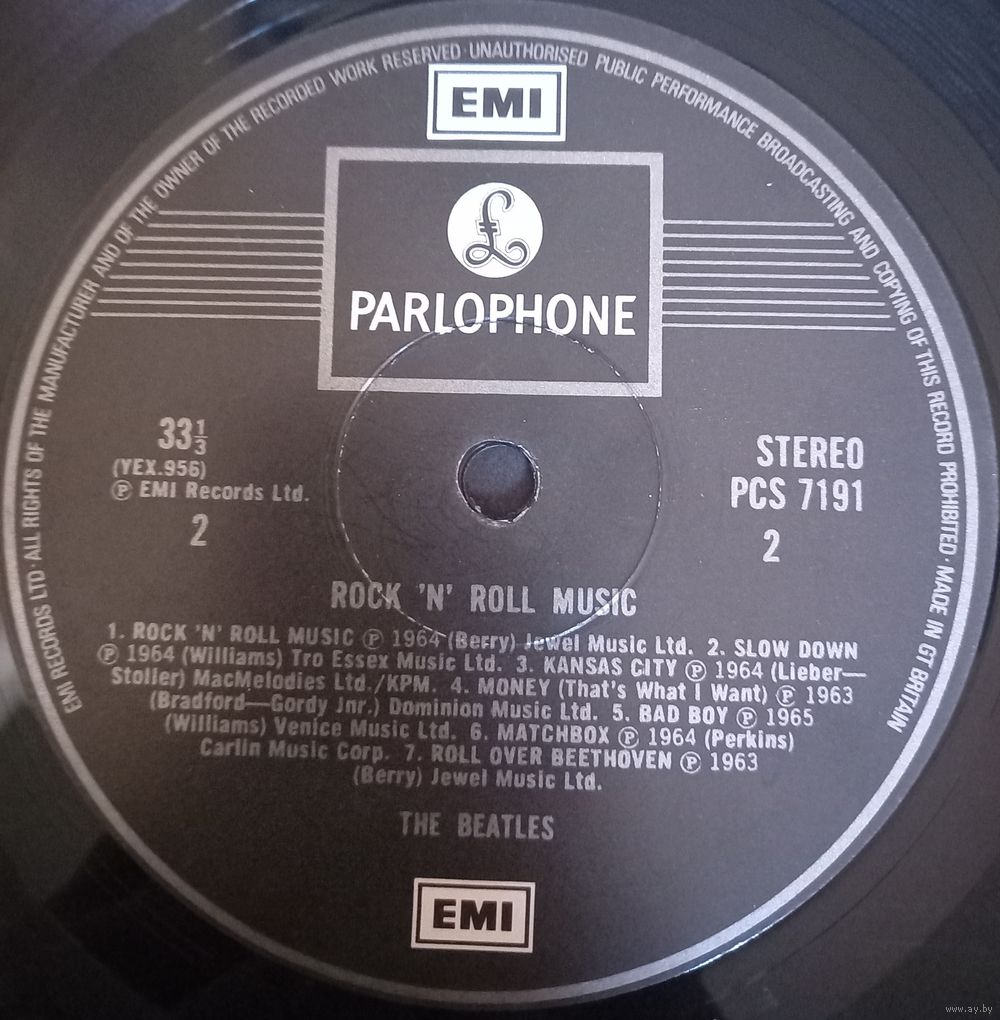 EMI RECORDS LTD · ALL RIGHTS OF THE MANUFACTURER AND OF THE OWNER OF THE RECORDED WORK RESERVED · UNAUTHORISED PUBLIC PERFORMANCE BROADCASTING AND COPYING OF THIS RECORD PROHIBITED · MADE IN GT BRITAIN
EMI
£
PARLOPHONE
33⅓
(YEX.956)
℗ EMI Records Ltd.
2
STEREO
PCS 7191
2
ROCK 'N' ROLL MUSIC
1. ROCK 'N' ROLL MUSIC ℗ 1964 (Berry) Jewel Music Ltd. 2. SLOW DOWN
℗ 1964 (Williams) Tro Essex Music Ltd. 3. KANSAS CITY ℗ 1964 (Lieber—
Stoller) MacMelodies Ltd./KPM. 4. MONEY (That's What I Want) ℗ 1963
(Bradford—Gordy Jnr.) Dominion Music Ltd. 5. BAD BOY ℗ 1965
(Williams) Venice Music Ltd. 6. MATCHBOX ℗ 1964 (Perkins)
Carlin Music Corp. 7. ROLL OVER BEETHOVEN ℗ 1963
(Berry) Jewel Music Ltd.
THE BEATLES
EMI
www.ay.by